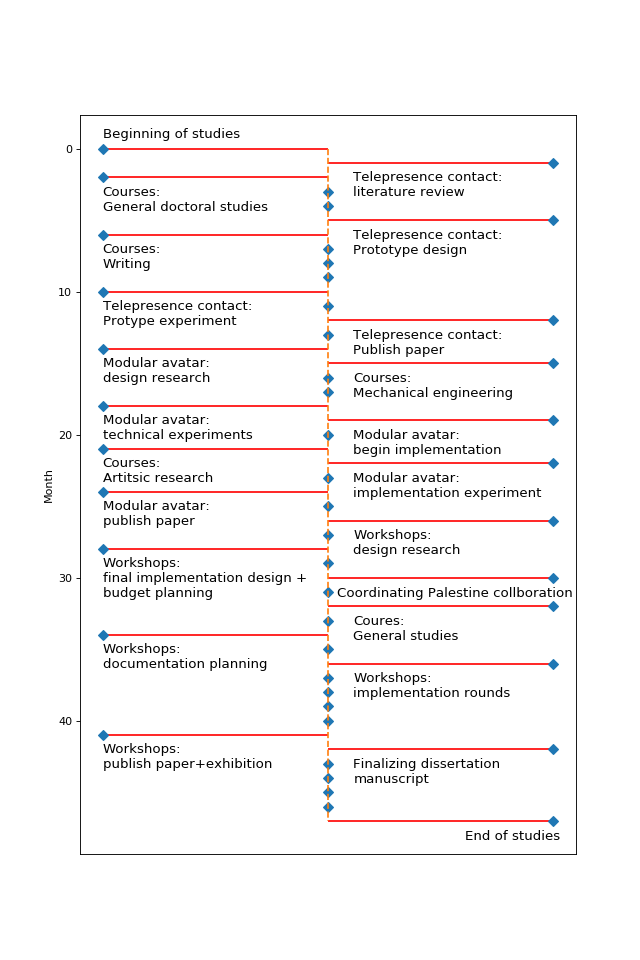 Beginning of studies
0
Telepresence contact:
literature review
Courses:
General doctoral studies
Telepresence contact:
Prototype design
Courses:
Writing
10
Telepresence contact:
Protype experiment
Telepresence contact:
Publish paper
Modular avatar:
design research
Courses:
Mechanical engineering
Modular avatar:
technical experiments
20
Modular avatar:
begin implementation
Courses:
Artitsic research
Month
Modular avatar:
implementation experiment
Modular avatar:
publish paper
Workshops:
design research
Workshops:
final implementation design +
budget planning
30
Coordinating Palestine collboration
Coures:
General studies
Workshops:
documentation planning
Workshops:
implementation rounds
40
Workshops:
publish paper+exhibition
Finalizing dissertation
manuscript
End of studies